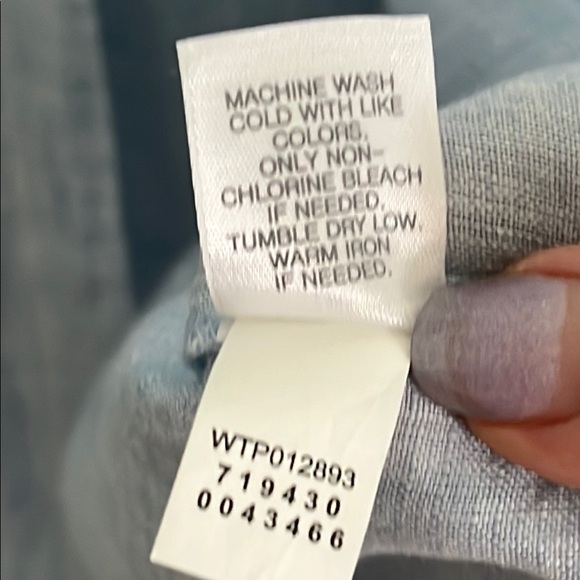 MACHINE WASH
COLD WITH LIKE
COLORS.
ONLY NON-
CHLORINE BLEACH
IF NEEDED.
TUMBLE DRY LOW.
WARM IRON
IF NEEDED.
WTP012893
719430
0043466